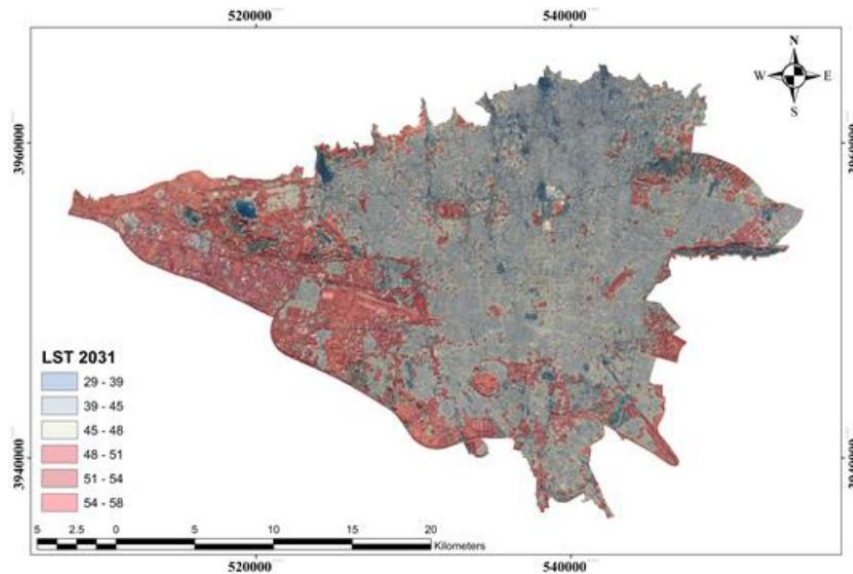 520000 540000
N
W E
S
3960000 3960000
LST 2031
29 - 39
39 - 45
45 - 48
48 - 51
51 - 54
54 - 58
3940000 3940000
5 2.5 0 5 10 15 20
Kilometers
520000 540000